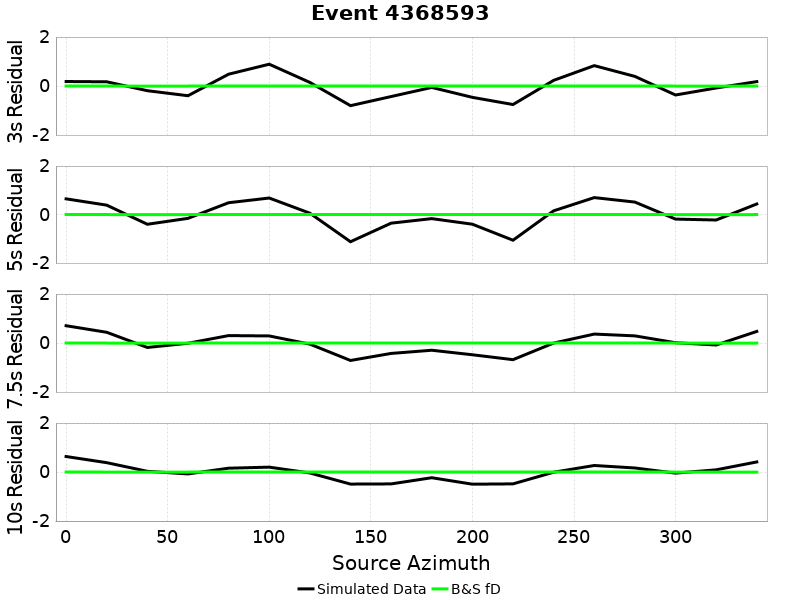 Event 4368593
3s Residual
2
0
-2
5s Residual
2
0
-2
7.5s Residual
2
0
-2
10s Residual
2
0
-2
0 50 100 150 200 250 300
Source Azimuth
Simulated Data B&S fD